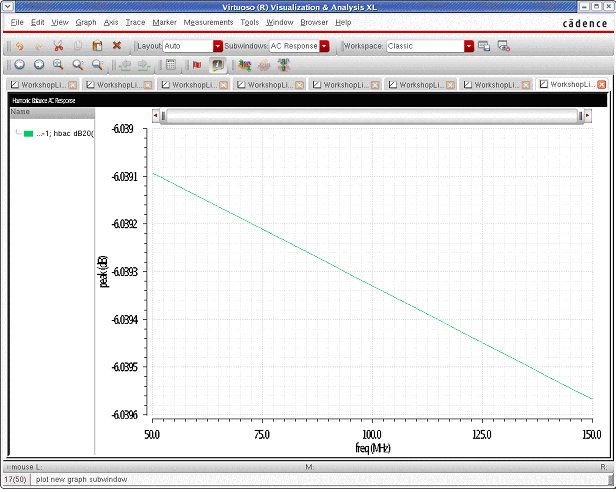 Virtuoso (R) Visualization & Analysis XL
File Edit View Graph Axis Trace Marker Measurements Tools Window Browser Help
cādence
Layout: Auto Subwindows: AC Response Workspace: Classic
WorkshopLi... WorkshopLi... WorkshopLi... WorkshopLi... WorkshopLi... WorkshopLi... WorkshopLi... WorkshopLi...
Harmonic Balance AC Response
Name
...-1; hbac dB20(
-6.039
-6.0391
-6.0392
-6.0393
-6.0394
-6.0395
-6.0396
peak (dB)
50.0 75.0 100.0 125.0 150.0
freq (MHz)
mouse L: M: R:
17(50) plot new graph subwindow